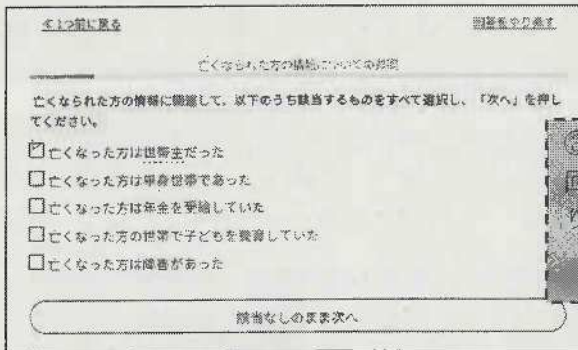 ≪1つ前に戻る
回答をやり直す
亡くなられた方の情報についての質問
亡くなられた方の情報に関連して、以下のうち該当するものをすべて選択し、「次へ」を押し
てください。
亡くなった方は世帯主だった
亡くなった方は単身世帯であった
亡くなった方は年金を受給していた
亡くなった方の世帯で子どもを養育していた
亡くなった方は障害があった
該当なしのまま次へ